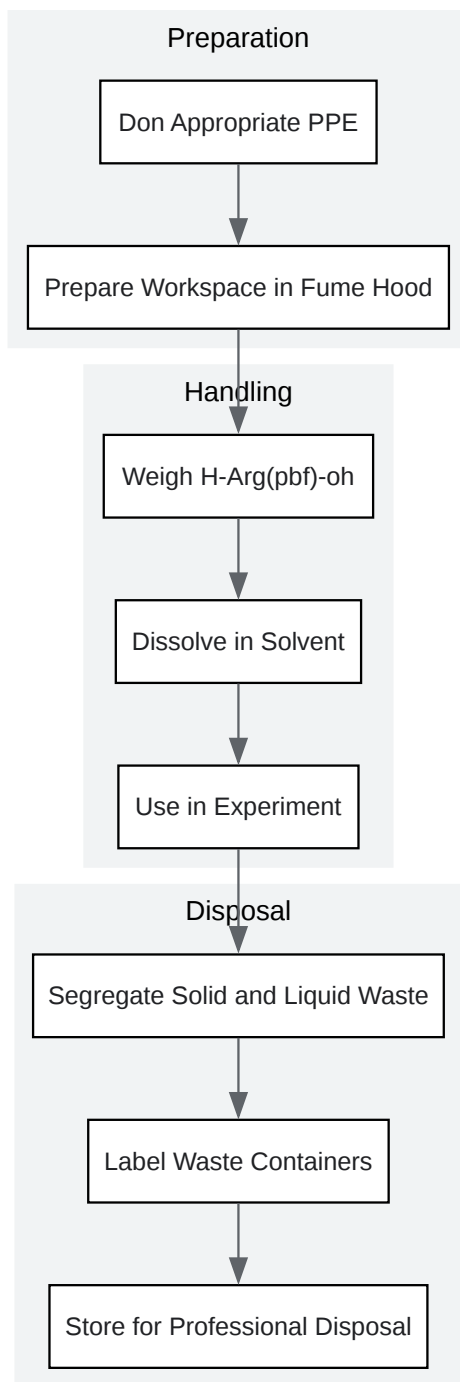 Preparation
Don Appropriate PPE
Prepare Workspace in Fume Hood
Handling
Weigh H-Arg(pbf)-oh
Dissolve in Solvent
Use in Experiment
Disposal
Segregate Solid and Liquid Waste
Label Waste Containers
Store for Professional Disposal